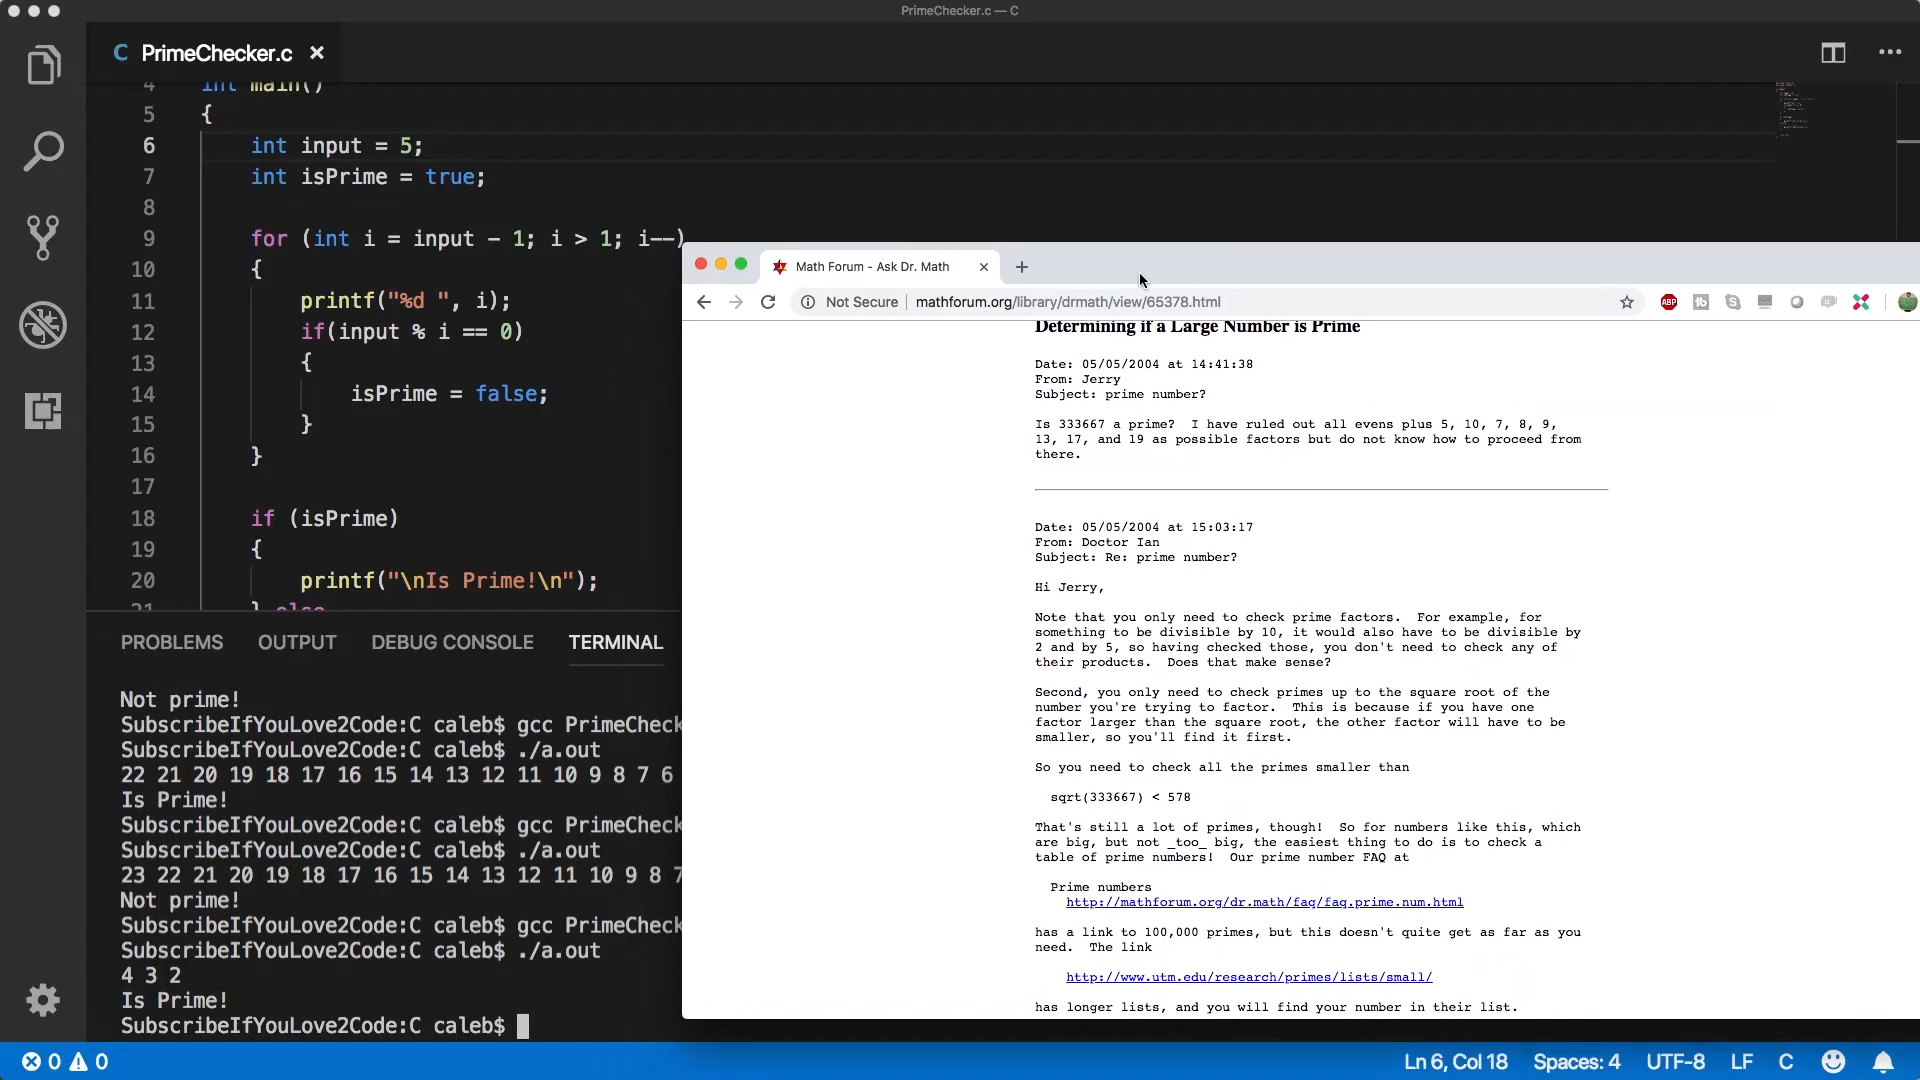 PrimeChecker.c — C
C PrimeChecker.c ×
4 int main()
5 {
6 int input = 5;
7 int isPrime = true;
8
9 for (int i = input - 1; i > 1; i--)
10 {
11 printf("%d ", i);
12 if(input % i == 0)
13 {
14 isPrime = false;
15 }
16 }
17
18 if (isPrime)
19 {
20 printf("\nIs Prime!\n");
21 } else
PROBLEMS OUTPUT DEBUG CONSOLE TERMINAL
Not prime!
SubscribeIfYouLove2Code:C caleb$ gcc PrimeCheck
SubscribeIfYouLove2Code:C caleb$ ./a.out
22 21 20 19 18 17 16 15 14 13 12 11 10 9 8 7 6
Is Prime!
SubscribeIfYouLove2Code:C caleb$ gcc PrimeCheck
SubscribeIfYouLove2Code:C caleb$ ./a.out
23 22 21 20 19 18 17 16 15 14 13 12 11 10 9 8 7
Not prime!
SubscribeIfYouLove2Code:C caleb$ gcc PrimeCheck
SubscribeIfYouLove2Code:C caleb$ ./a.out
4 3 2
Is Prime!
SubscribeIfYouLove2Code:C caleb$
Math Forum - Ask Dr. Math
Not Secure | mathforum.org/library/drmath/view/65378.html
ABP
Determining if a Large Number is Prime
Date: 05/05/2004 at 14:41:38
From: Jerry
Subject: prime number?
Is 333667 a prime? I have ruled out all evens plus 5, 10, 7, 8, 9,
13, 17, and 19 as possible factors but do not know how to proceed from
there.
Date: 05/05/2004 at 15:03:17
From: Doctor Ian
Subject: Re: prime number?
Hi Jerry,
Note that you only need to check prime factors. For example, for
something to be divisible by 10, it would also have to be divisible by
2 and by 5, so having checked those, you don't need to check any of
their products. Does that make sense?
Second, you only need to check primes up to the square root of the
number you're trying to factor. This is because if you have one
factor larger than the square root, the other factor will have to be
smaller, so you'll find it first.
So you need to check all the primes smaller than
sqrt(333667) < 578
That's still a lot of primes, though! So for numbers like this, which
are big, but not _too_ big, the easiest thing to do is to check a
table of prime numbers! Our prime number FAQ at
Prime numbers
http://mathforum.org/dr.math/faq/faq.prime.num.html
has a link to 100,000 primes, but this doesn't quite get as far as you
need. The link
http://www.utm.edu/research/primes/lists/small/
has longer lists, and you will find your number in their list.
0 0
Ln 6, Col 18 Spaces: 4 UTF-8 LF C